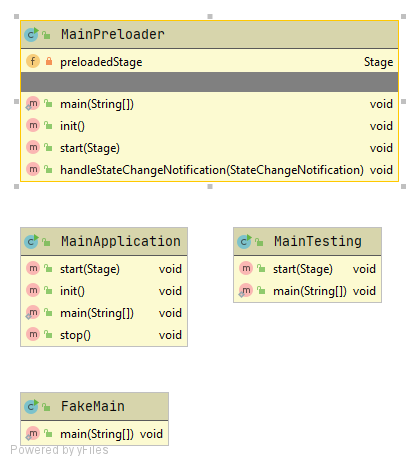 MainPreloader
preloadedStage Stage
main(String[]) void
init() void
start(Stage) void
handleStateChangeNotification(StateChangeNotification) void
MainApplication
start(Stage) void
init() void
main(String[]) void
stop() void
MainTesting
start(Stage) void
main(String[]) void
FakeMain
main(String[]) void
Powered by yFiles